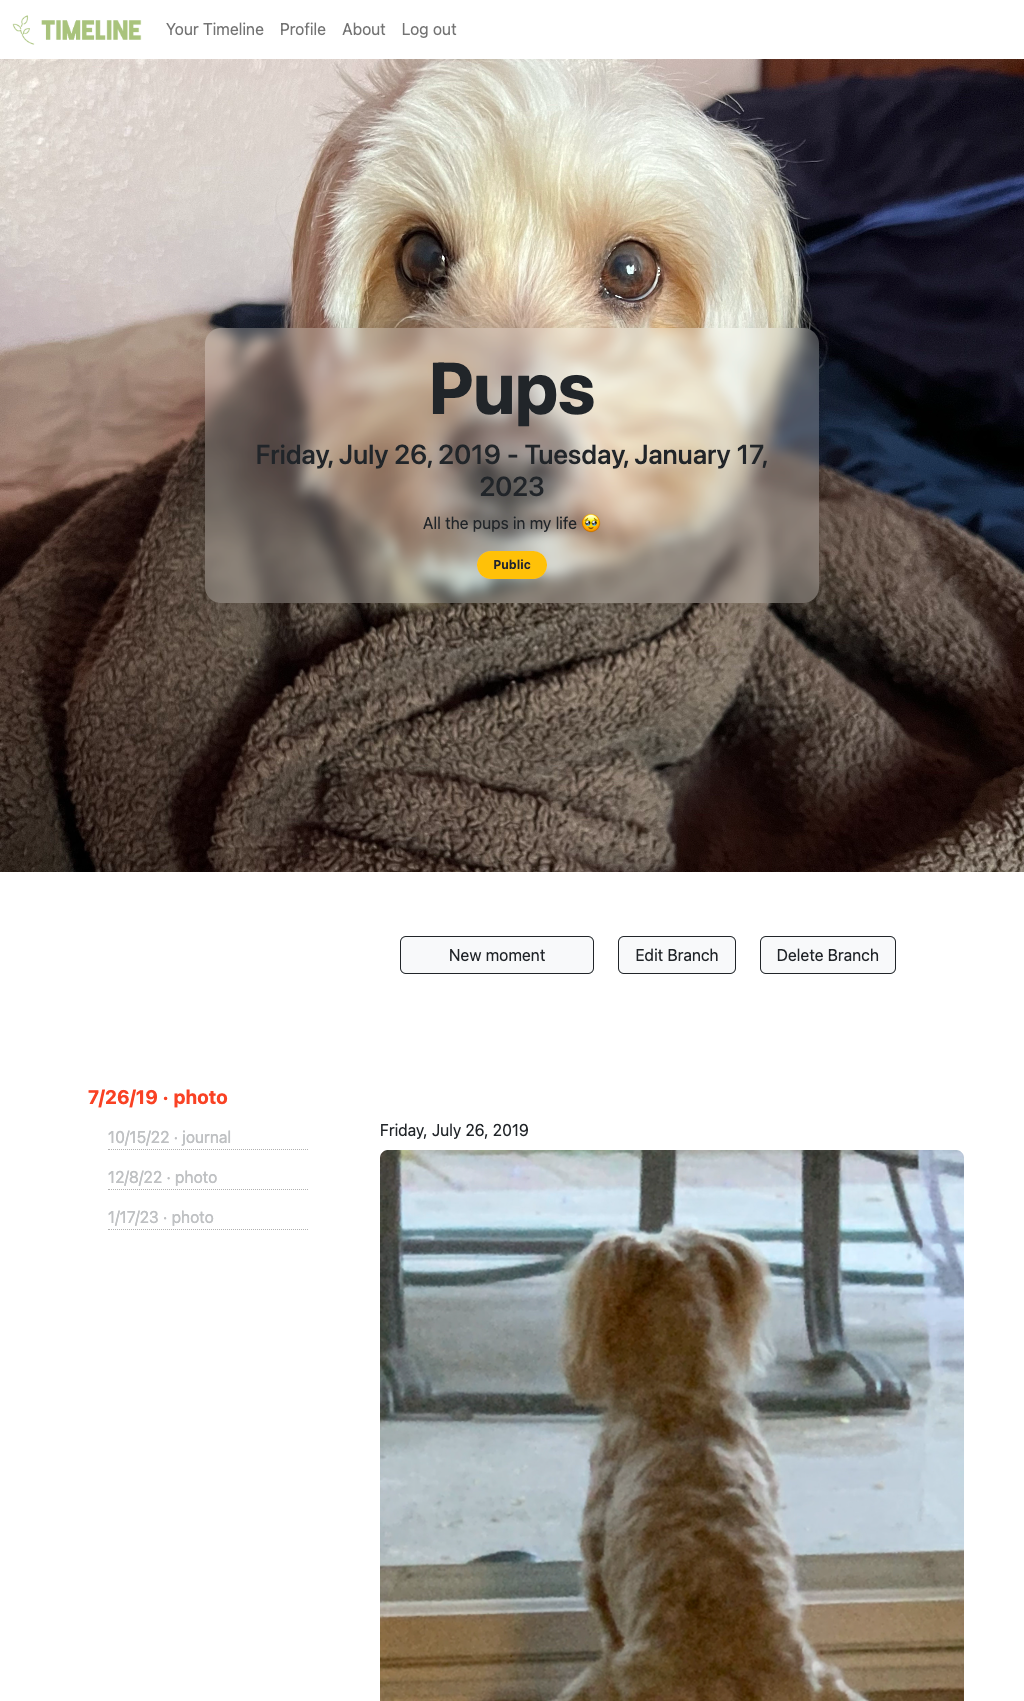 TIMELINE Your Timeline Profile About Log out
Pups
Friday, July 26, 2019 - Tuesday, January 17,
2023
All the pups in my life 🥹
Public
New moment Edit Branch Delete Branch
7/26/19 · photo
10/15/22 · journal
12/8/22 · photo
1/17/23 · photo
Friday, July 26, 2019